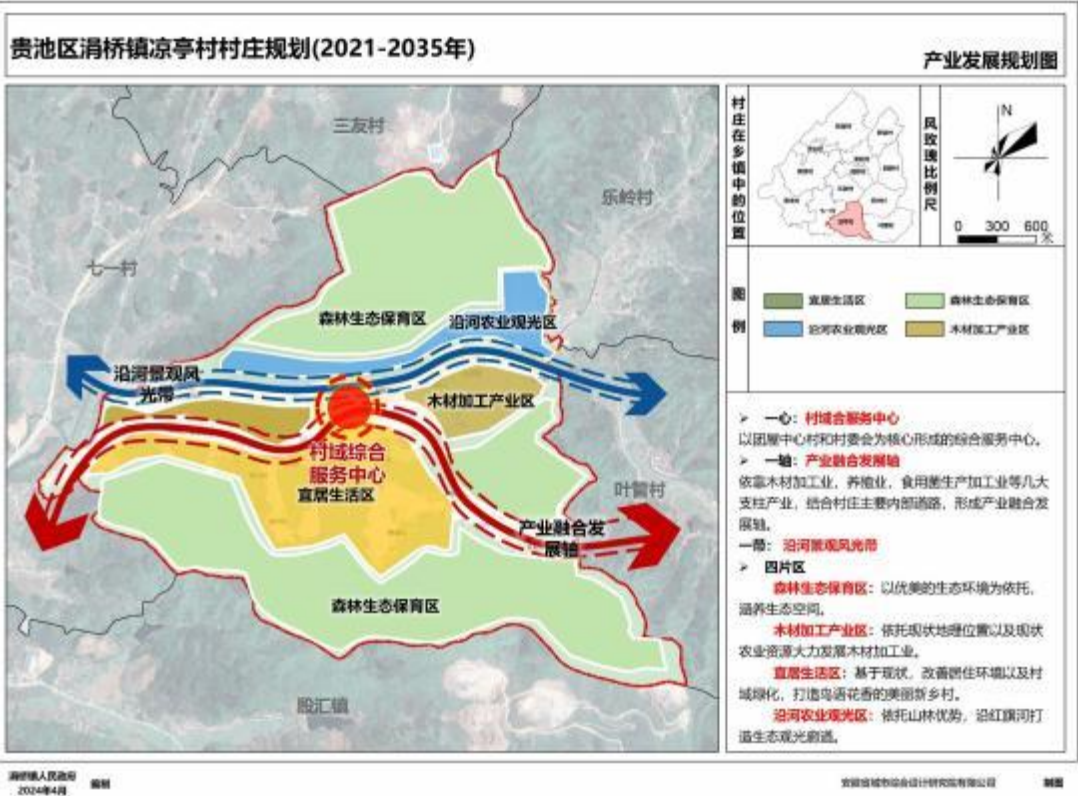 贵池区涓桥镇凉亭村村庄规划(2021-2035年)
产业发展规划图
三友村
乐岭村
七一村
森林生态保育区
沿河农业观光区
沿河景观风
光带
木材加工产业区
村域综合
服务中心
宜居生活区
产业融合发
展轴
森林生态保育区
殷汇镇
村庄在乡镇中的位置
风玫瑰比例尺
N
0 300 600
米
图例
宜居生活区
森林生态保育区
沿河农业观光区
木材加工产业区
➢ 一心：村域合服务中心
以团屋中心村和村委会为核心形成的综合服务中心。
➢ 一轴：产业融合发展轴
依靠木材加工业，养殖业，食用菌生产加工业等几大
支柱产业，结合村庄主要内部道路，形成产业融合发
展轴。
一带：沿河景观风光带
➢ 四片区
森林生态保育区：以优美的生态环境为依托，
涵养生态空间。
木材加工产业区：依托现状地理位置以及现状
农业资源大力发展木材加工业。
宜居生活区：基于现状，改善居住环境以及村
域绿化，打造鸟语花香的美丽新乡村。
沿河农业观光区：依托山林优势，沿红旗河打
造生态观光廊道。
涓桥镇人民政府
2024年4月
编制
安徽省城市综合设计研究院有限公司
制图